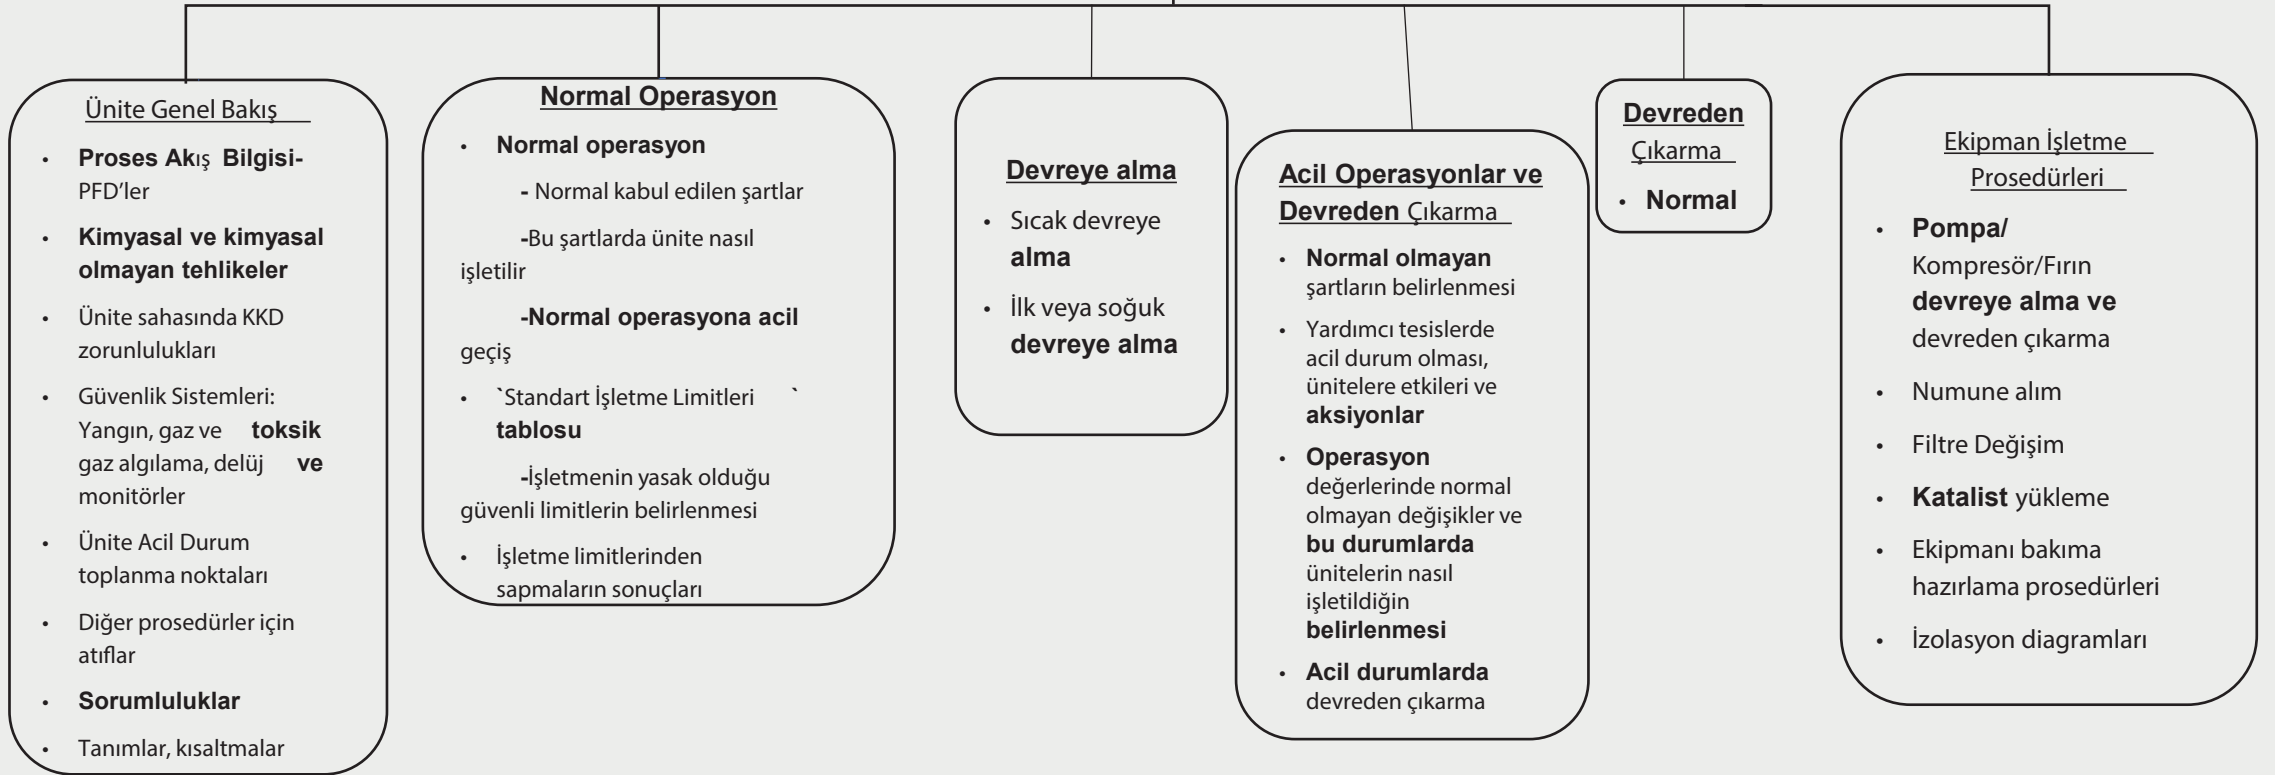 Ünite Genel Bakış
• Proses Akış Bilgisi-
PFD’ler
• Kimyasal ve kimyasal
olmayan tehlikeler
• Ünite sahasında KKD
zorunlulukları
• Güvenlik Sistemleri:
Yangın, gaz ve toksik
gaz algılama, delüj ve
monitörler
• Ünite Acil Durum
toplanma noktaları
• Diğer prosedürler için
atıflar
• Sorumluluklar
• Tanımlar, kısaltmalar
Normal Operasyon
• Normal operasyon
- Normal kabul edilen şartlar
-Bu şartlarda ünite nasıl
işletilir
-Normal operasyona acil
geçiş
• `Standart İşletme Limitleri `
tablosu
-İşletmenin yasak olduğu
güvenli limitlerin belirlenmesi
• İşletme limitlerinden
sapmaların sonuçları
Devreye alma
• Sıcak devreye
alma
• İlk veya soğuk
devreye alma
Acil Operasyonlar ve
Devreden Çıkarma
• Normal olmayan
şartların belirlenmesi
• Yardımcı tesislerde
acil durum olması,
ünitelere etkileri ve
aksiyonlar
• Operasyon
değerlerinde normal
olmayan değişikler ve
bu durumlarda
ünitelerin nasıl
işletildiğin
belirlenmesi
• Acil durumlarda
devreden çıkarma
Devreden
Çıkarma
• Normal
Ekipman İşletme
Prosedürleri
• Pompa/
Kompresör/Fırın
devreye alma ve
devreden çıkarma
• Numune alım
• Filtre Değişim
• Katalist yükleme
• Ekipmanı bakıma
hazırlama prosedürleri
• İzolasyon diagramları